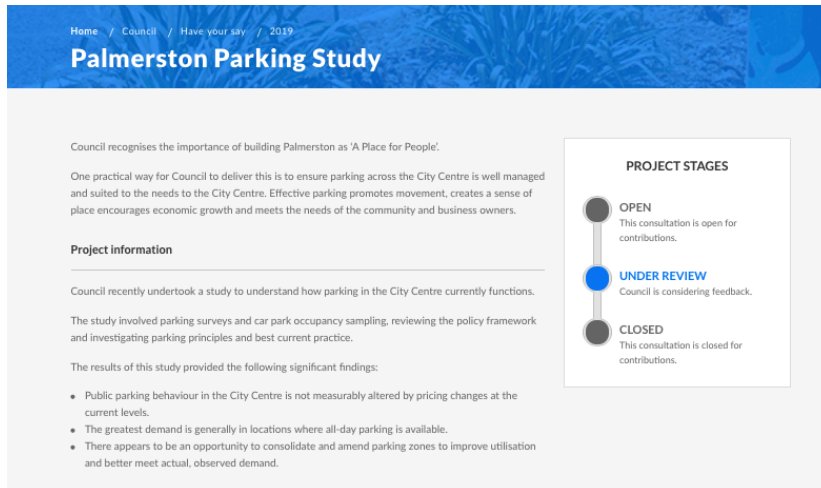 Home / Council / Have your say / 2019
Palmerston Parking Study
Council recognises the importance of building Palmerston as 'A Place for People'.
One practical way for Council to deliver this is to ensure parking across the City Centre is well managed
and suited to the needs to the City Centre. Effective parking promotes movement, creates a sense of
place encourages economic growth and meets the needs of the community and business owners.
Project information
Council recently undertook a study to understand how parking in the City Centre currently functions.
The study involved parking surveys and car park occupancy sampling, reviewing the policy framework
and investigating parking principles and best current practice.
The results of this study provided the following significant findings:
• Public parking behaviour in the City Centre is not measurably altered by pricing changes at the
current levels.
• The greatest demand is generally in locations where all-day parking is available.
• There appears to be an opportunity to consolidate and amend parking zones to improve utilisation
and better meet actual, observed demand.
PROJECT STAGES
OPEN
This consultation is open for
contributions.
UNDER REVIEW
Council is considering feedback.
CLOSED
This consultation is closed for
contributions.